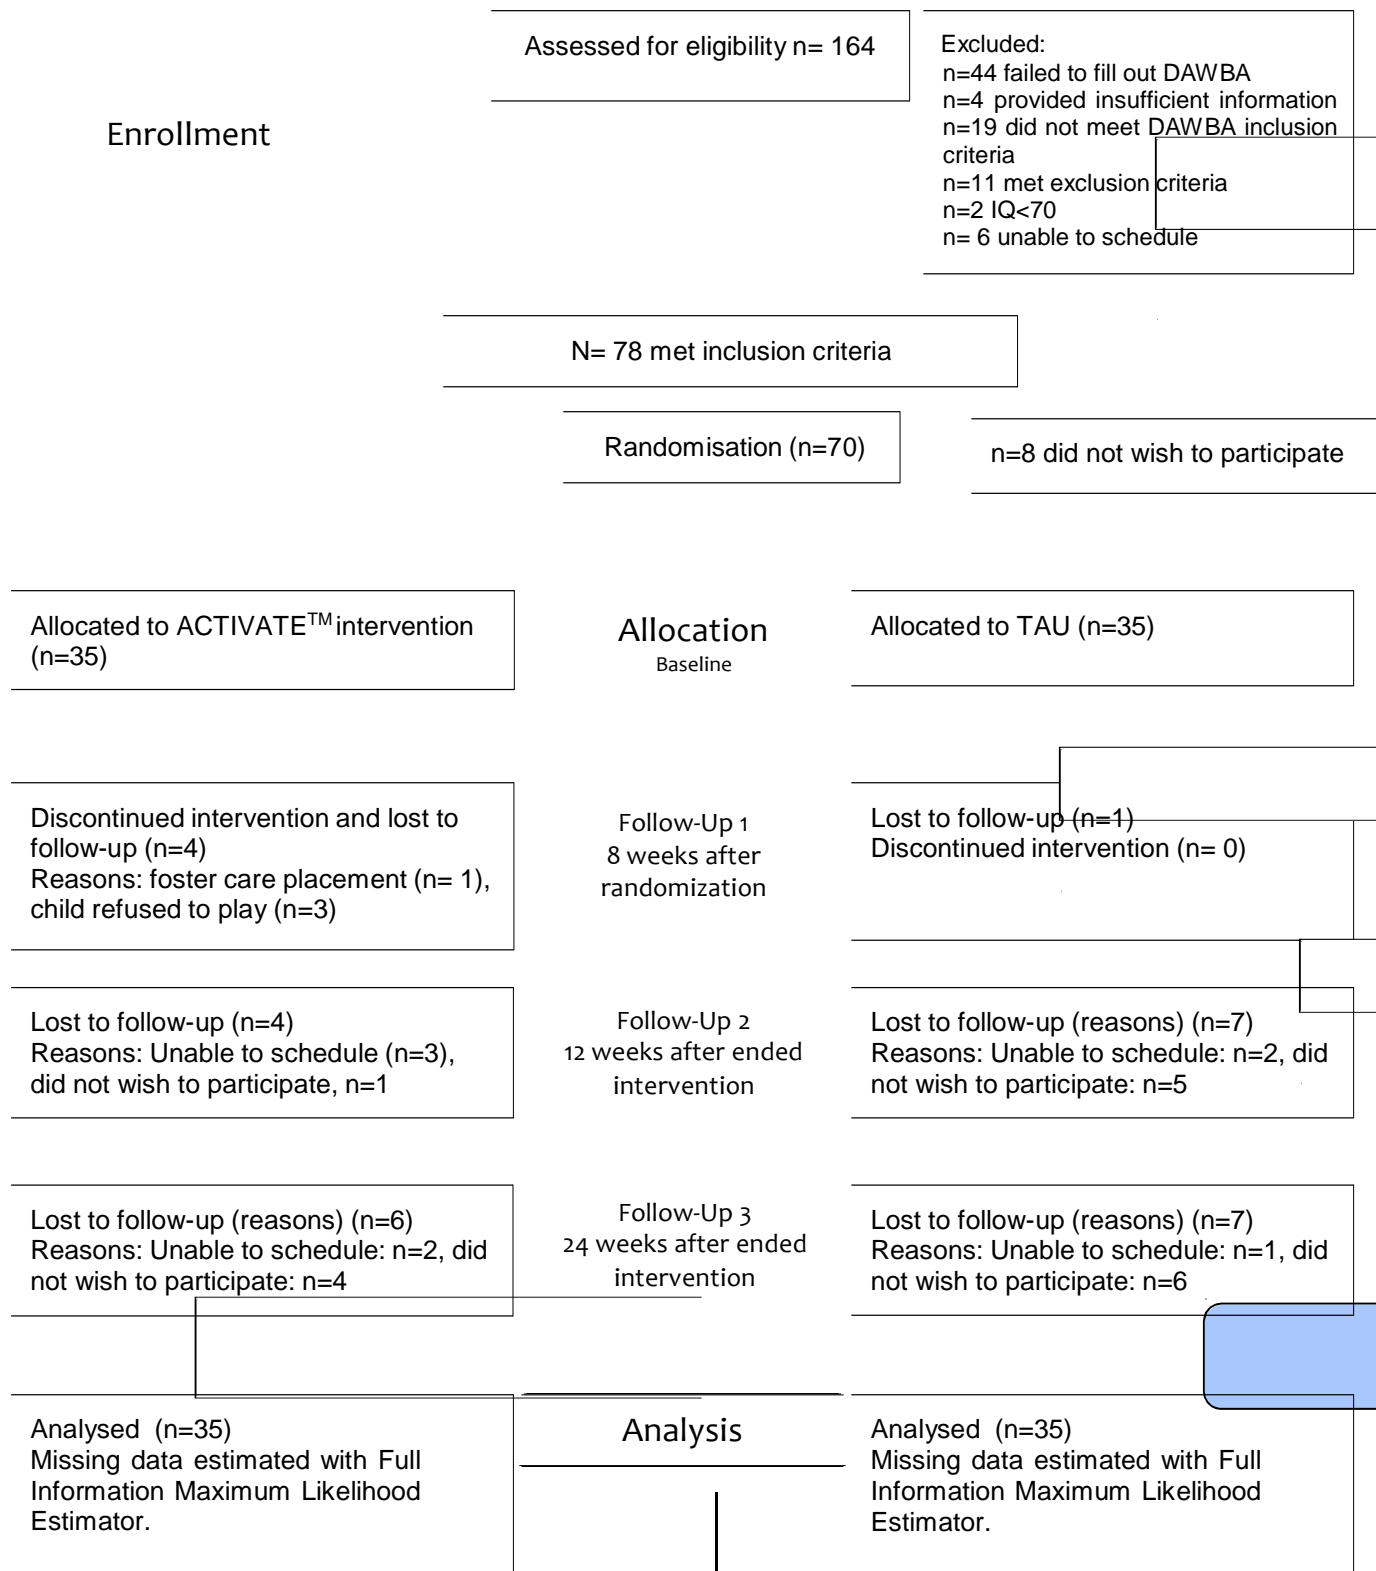 Assessed for eligibility n= 164
Excluded:
n=44 failed to fill out DAWBA
n=4 provided insufficient information
n=19 did not meet DAWBA inclusion
criteria
n=11 met exclusion criteria
n=2 IQ<70
n= 6 unable to schedule
Enrollment
N= 78 met inclusion criteria
Randomisation (n=70)
n=8 did not wish to participate
Allocated to ACTIVATE™ intervention
(n=35)
Allocation
Baseline
Allocated to TAU (n=35)
Discontinued intervention and lost to
follow-up (n=4)
Reasons: foster care placement (n= 1),
child refused to play (n=3)
Follow-Up 1
8 weeks after
randomization
Lost to follow-up (n=1)
Discontinued intervention (n= 0)
Lost to follow-up (n=4)
Reasons: Unable to schedule (n=3),
did not wish to participate, n=1
Follow-Up 2
12 weeks after ended
intervention
Lost to follow-up (reasons) (n=7)
Reasons: Unable to schedule: n=2, did
not wish to participate: n=5
Lost to follow-up (reasons) (n=6)
Reasons: Unable to schedule: n=2, did
not wish to participate: n=4
Follow-Up 3
24 weeks after ended
intervention
Lost to follow-up (reasons) (n=7)
Reasons: Unable to schedule: n=1, did
not wish to participate: n=6
Analysed (n=35)
Missing data estimated with Full
Information Maximum Likelihood
Estimator.
Analysis
Analysed (n=35)
Missing data estimated with Full
Information Maximum Likelihood
Estimator.